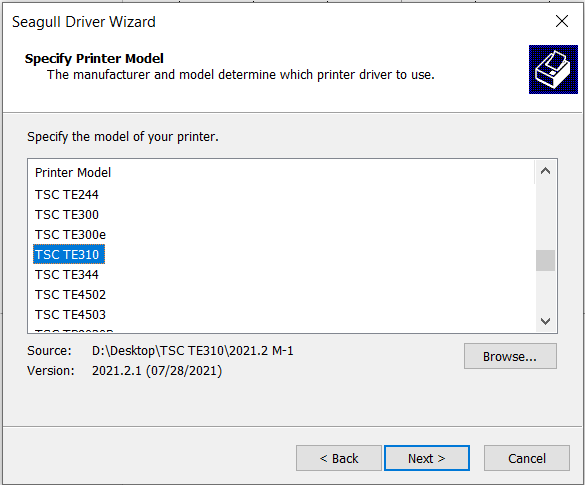 Seagull Driver Wizard
Specify Printer Model
The manufacturer and model determine which printer driver to use.
Specify the model of your printer.
Printer Model
TSC TE244
TSC TE300
TSC TE300e
TSC TE310
TSC TE344
TSC TE4502
TSC TE4503
Source: D:\Desktop\TSC TE310\2021.2 M-1
Browse...
Version: 2021.2.1 (07/28/2021)
< Back Next > Cancel